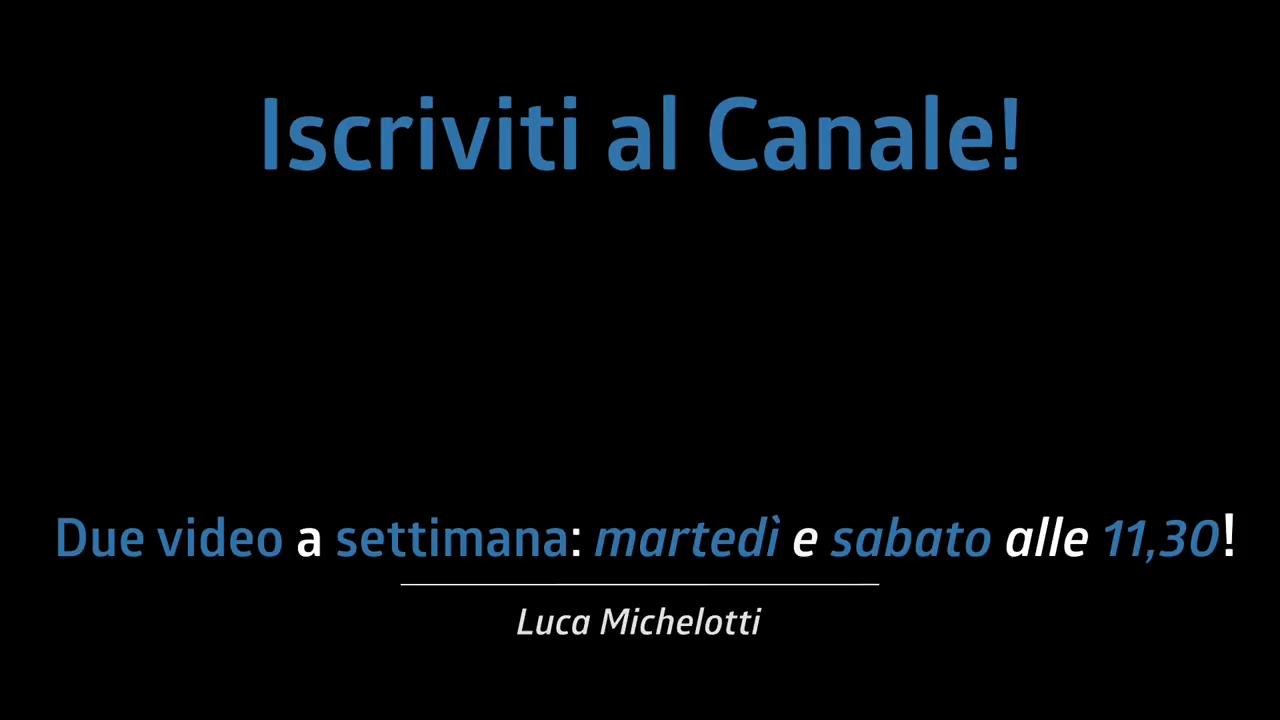 Iscriviti al Canale!
Due video a settimana: martedì e sabato alle 11,30!
Luca Michelotti